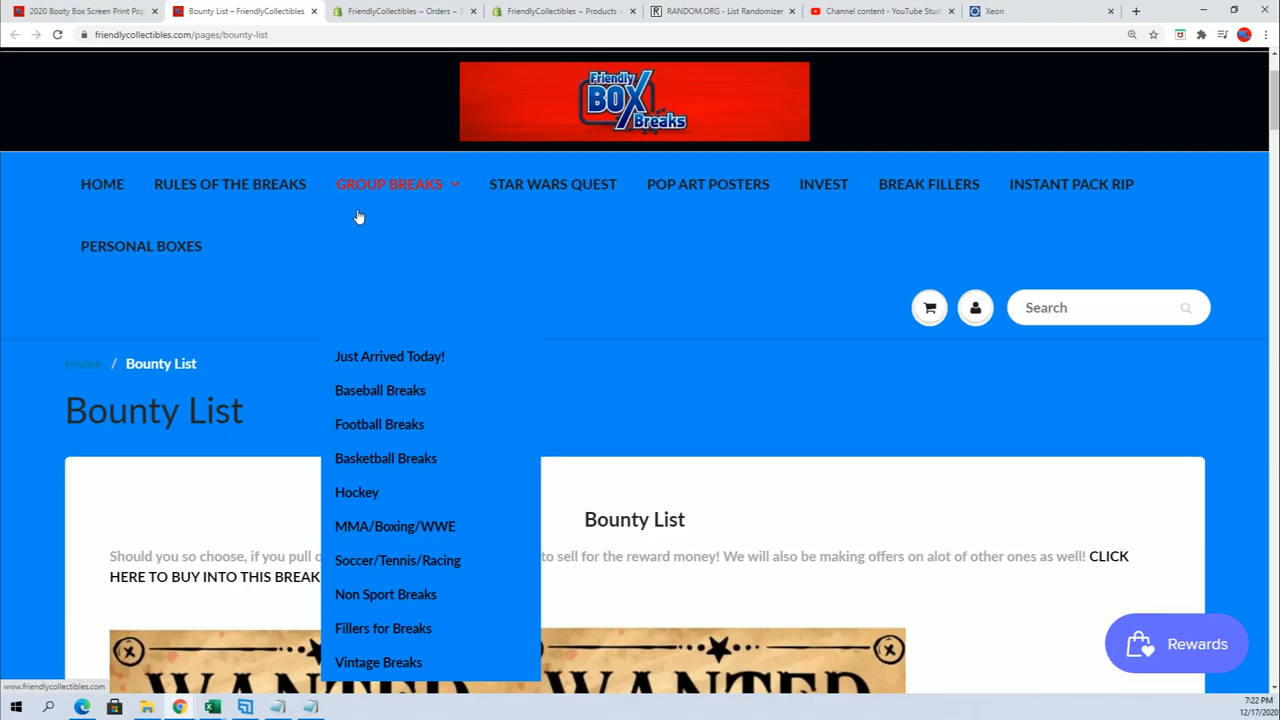 2020 Booty Box Screen Print Pop
Bounty List – FriendlyCollectibles
FriendlyCollectibles ~ Orders ~ S
FriendlyCollectibles ~ Products ~
RANDOM.ORG - List Randomizer
Channel content - YouTube Studi
Xeon
friendlycollectibles.com/pages/bounty-list
Friendly
BOX
Breaks
HOME
RULES OF THE BREAKS
GROUP BREAKS
STAR WARS QUEST
POP ART POSTERS
INVEST
BREAK FILLERS
INSTANT PACK RIP
PERSONAL BOXES
Search
Just Arrived Today!
Baseball Breaks
Football Breaks
Basketball Breaks
Hockey
MMA/Boxing/WWE
Soccer/Tennis/Racing
Non Sport Breaks
Fillers for Breaks
Vintage Breaks
Home / Bounty List
Bounty List
Bounty List
Should you so choose, if you pull to sell for the reward money! We will also be making offers on alot of other ones as well! CLICK
HERE TO BUY INTO THIS BREAK
WANTED WANTED
Rewards
www.friendlycollectibles.com
7:22 PM
12/17/2020